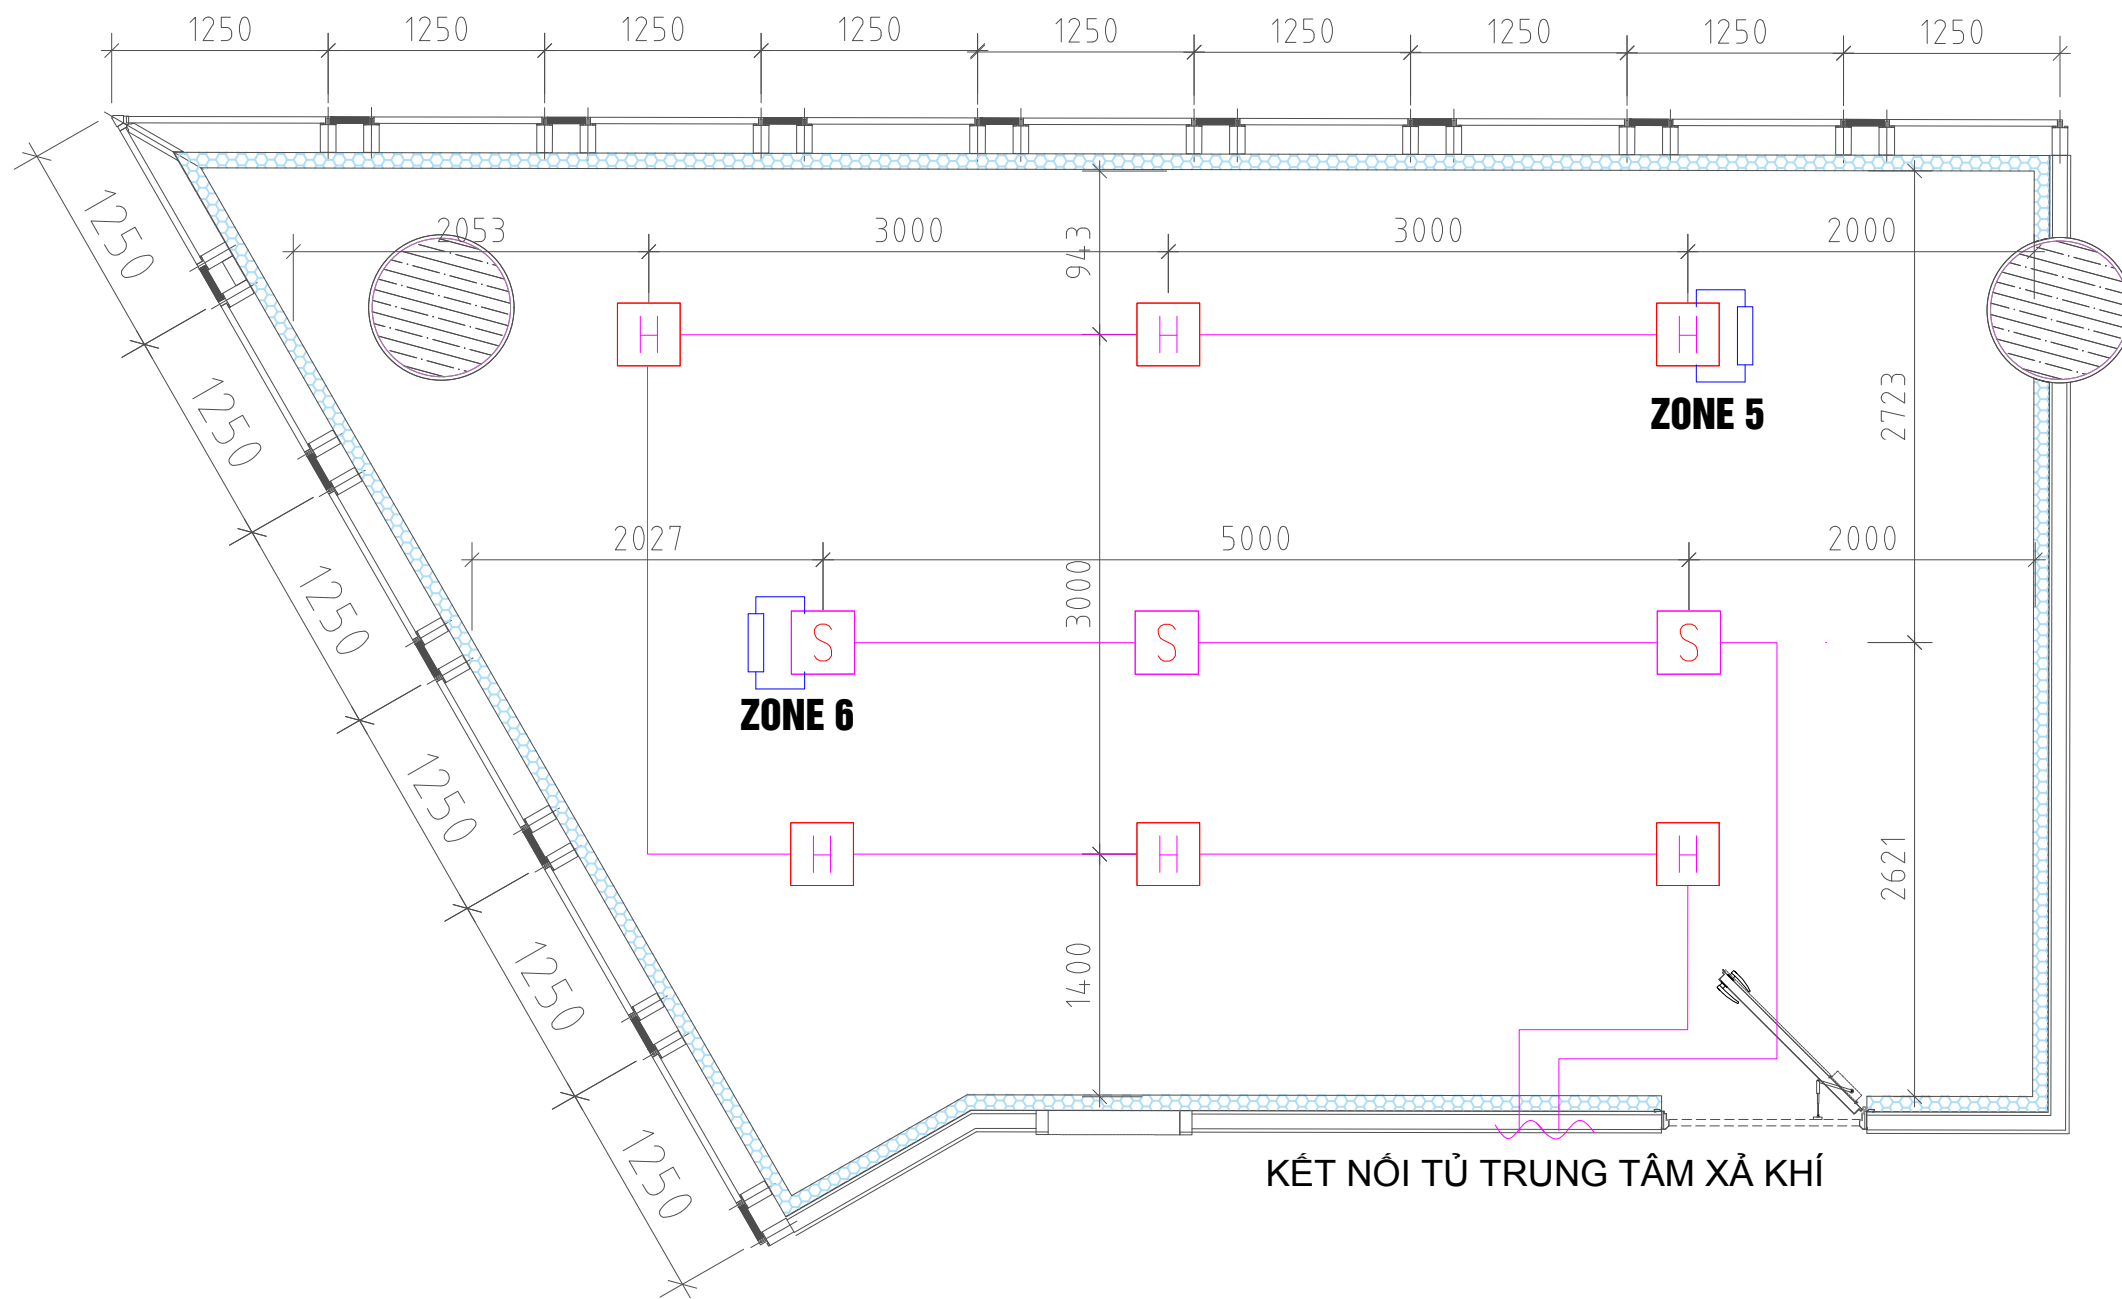 1250 1250 1250 1250 1250 1250 1250 1250 1250
2053 3000 3000 2000
943
H H H
ZONE 5
2723
1250
1250
1250
1250
1250
1250
2027 5000 2000
3000
S S S
ZONE 6
H H H
2621
1400
KẾT NỐI TỦ TRUNG TÂM XẢ KHÍ